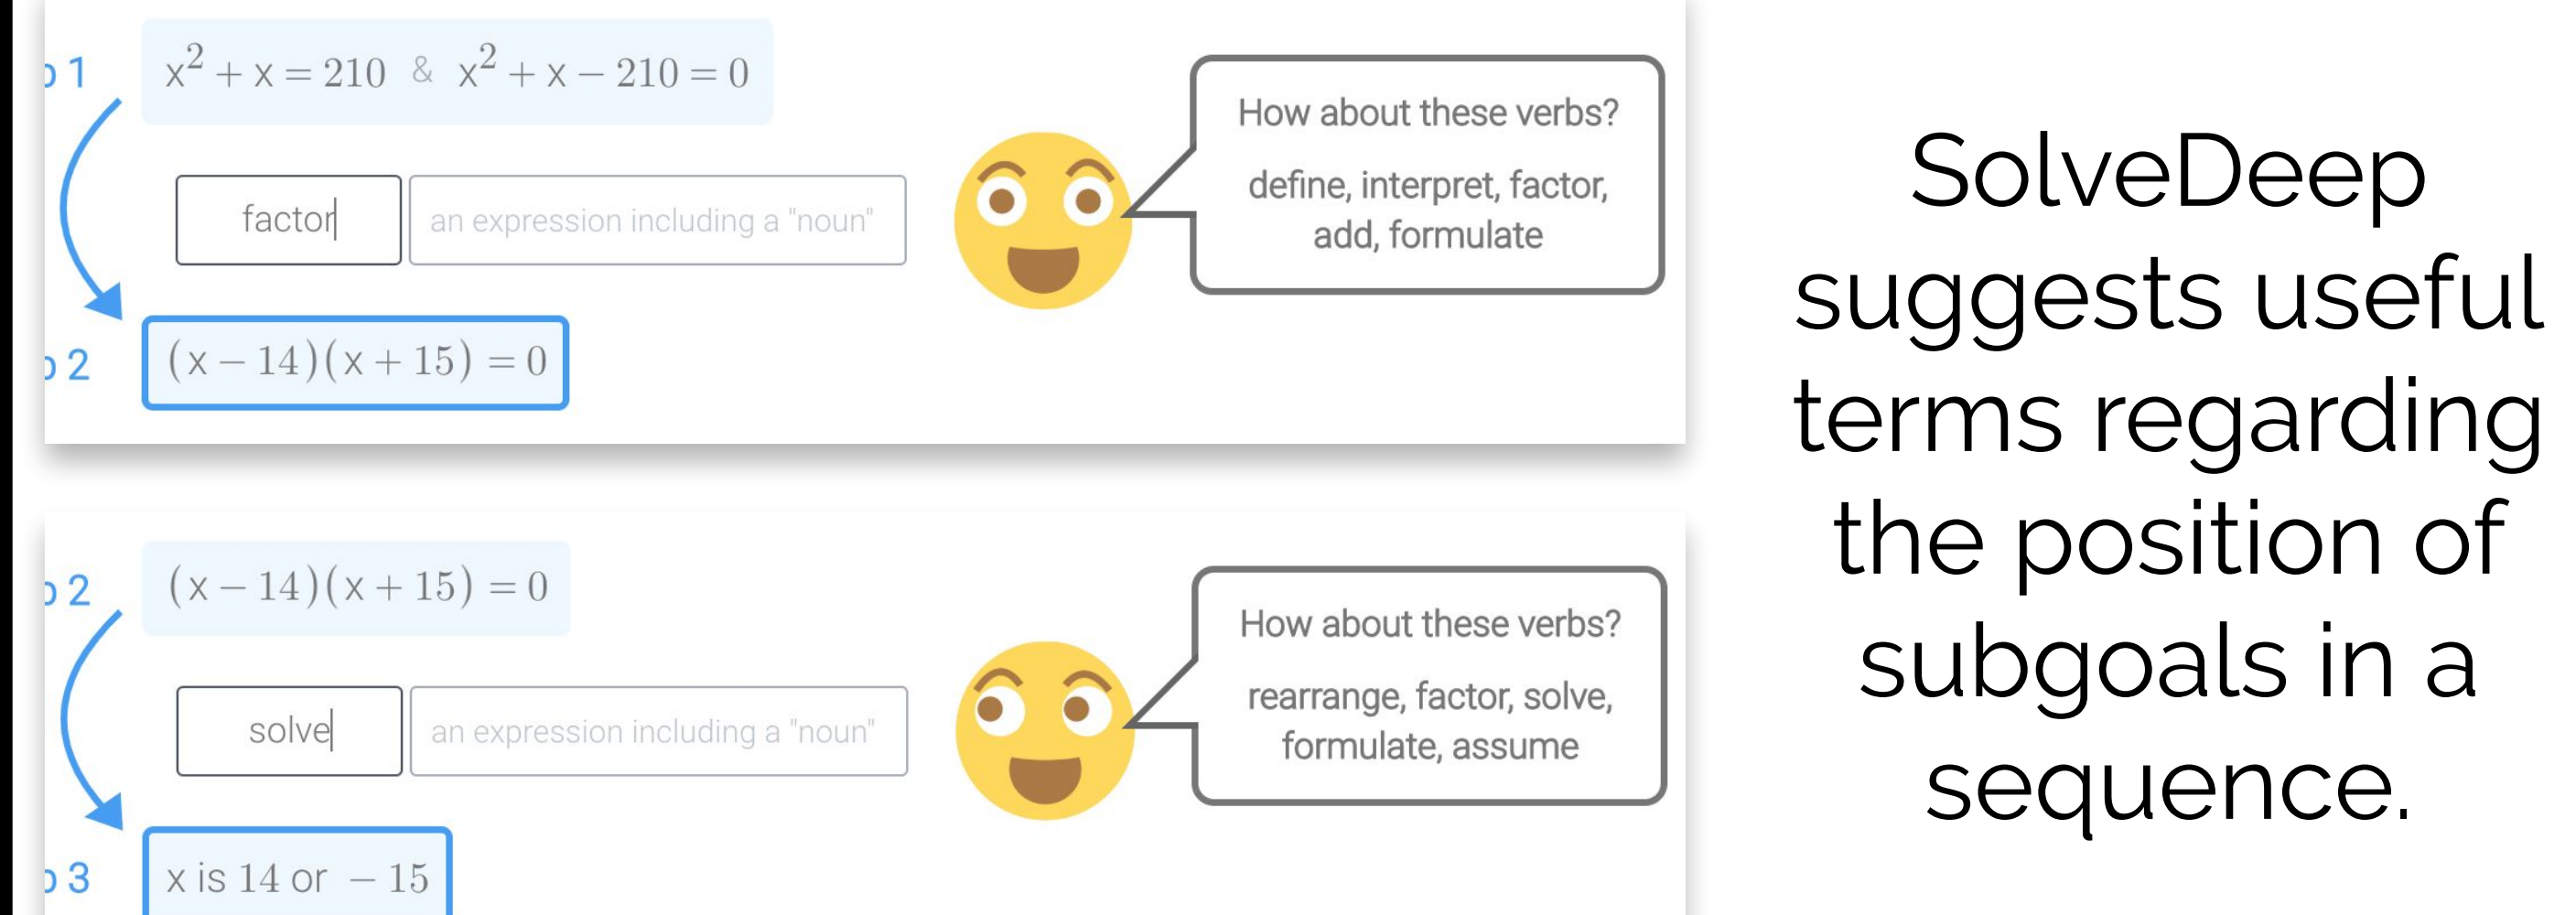 p 1
x² + x = 210 & x² + x − 210 = 0
factor
an expression including a "noun"
p 2
(x − 14)(x + 15) = 0
How about these verbs?
define, interpret, factor,
add, formulate
p 2
(x − 14)(x + 15) = 0
solve
an expression including a "noun"
p 3
x is 14 or − 15
How about these verbs?
rearrange, factor, solve,
formulate, assume
SolveDeep
suggests useful
terms regarding
the position of
subgoals in a
sequence.